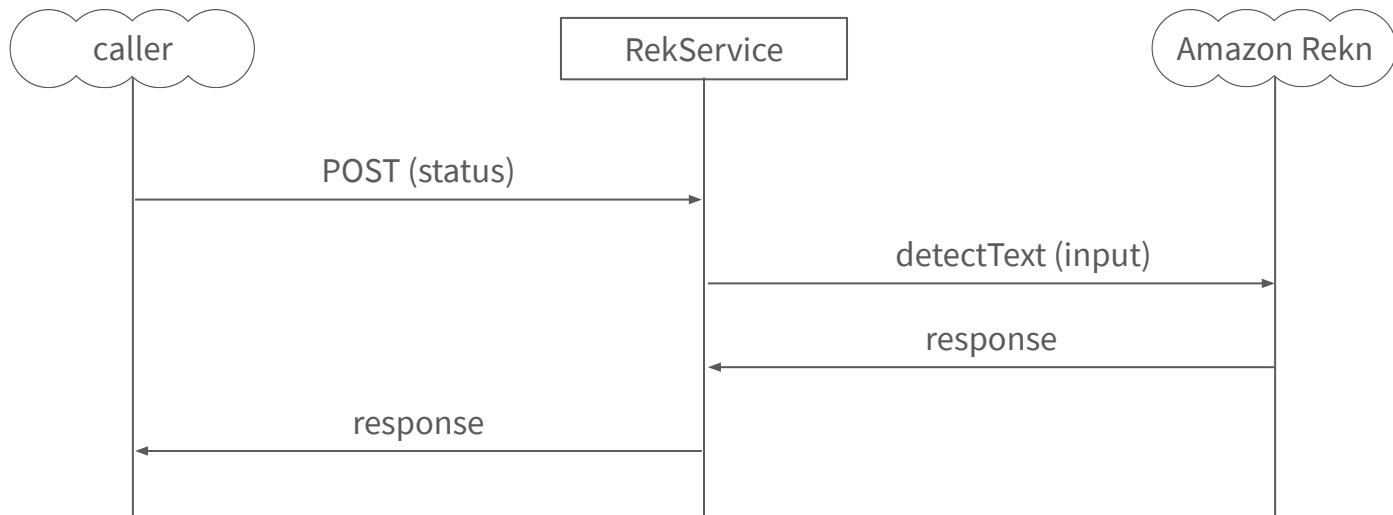 caller
RekService
Amazon Rekn
POST (status)
detectText (input)
response
response